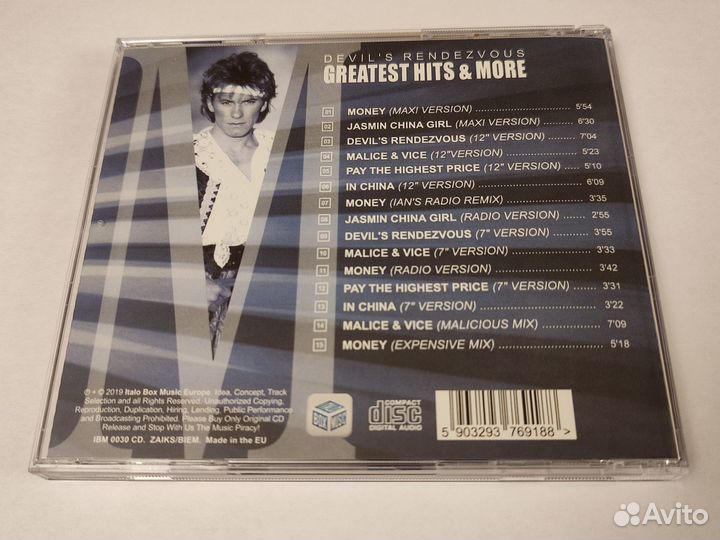 DEVIL'S RENDEZVOUS
GREATEST HITS & MORE
01 MONEY (MAXI VERSION) 5'54
02 JASMIN CHINA GIRL (MAXI VERSION) 6'30
03 DEVIL'S RENDEZVOUS (12" VERSION) 7'04
04 MALICE & VICE (12"VERSION) 5'23
05 PAY THE HIGHEST PRICE (12" VERSION) 5'10
06 IN CHINA (12" VERSION) 6'09
07 MONEY (IAN'S RADIO REMIX) 3'35
08 JASMIN CHINA GIRL (RADIO VERSION) 2'55
09 DEVIL'S RENDEZVOUS (7" VERSION) 3'55
10 MALICE & VICE (7" VERSION) 3'33
11 MONEY (RADIO VERSION) 3'42
12 PAY THE HIGHEST PRICE (7" VERSION) 3'31
13 IN CHINA (7" VERSION) 3'22
14 MALICE & VICE (MALICIOUS MIX) 7'09
15 MONEY (EXPENSIVE MIX) 5'18
℗ + © 2019 Italo Box Music Europe. Idea, Concept, Track
Selection and all Rights Reserved. Unauthorized Copying,
Reproduction, Duplication, Hiring, Lending, Public Performance
and Broadcasting Prohibited. Please Buy Only Original CD
Release and Stop With Us The Music Piracy!
IBM 0030 CD. ZAIKS/BIEM. Made in the EU
COMPACT
disc
DIGITAL AUDIO
5 903293 769188 >
Avito